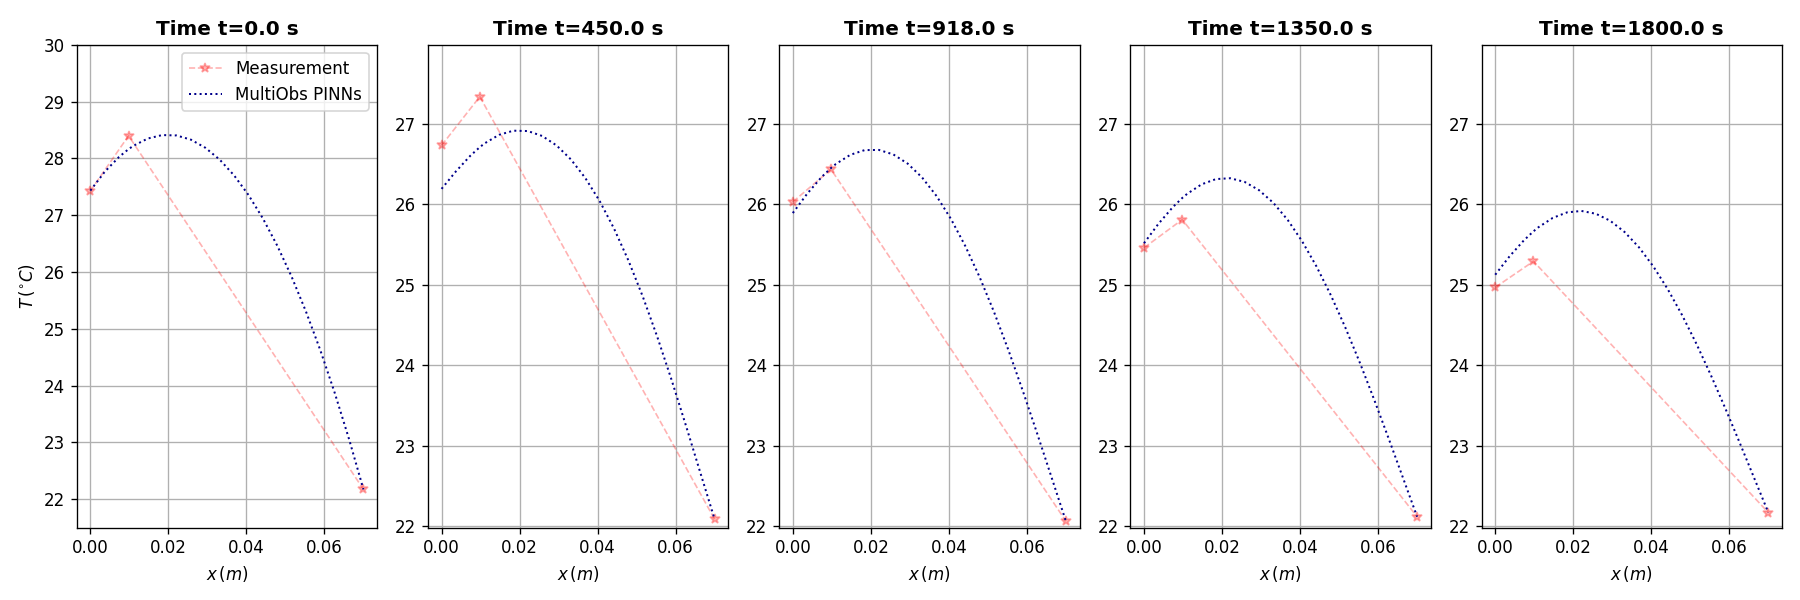 Time t=0.0 s
Time t=450.0 s
Time t=918.0 s
Time t=1350.0 s
Time t=1800.0 s
Measurement
MultiObs PINNs
T (°C)
30
29
28
27
26
25
24
23
22
0.00 0.02 0.04 0.06
x (m)
27
26
25
24
23
22
0.00 0.02 0.04 0.06
x (m)
27
26
25
24
23
22
0.00 0.02 0.04 0.06
x (m)
27
26
25
24
23
22
0.00 0.02 0.04 0.06
x (m)
27
26
25
24
23
22
0.00 0.02 0.04 0.06
x (m)